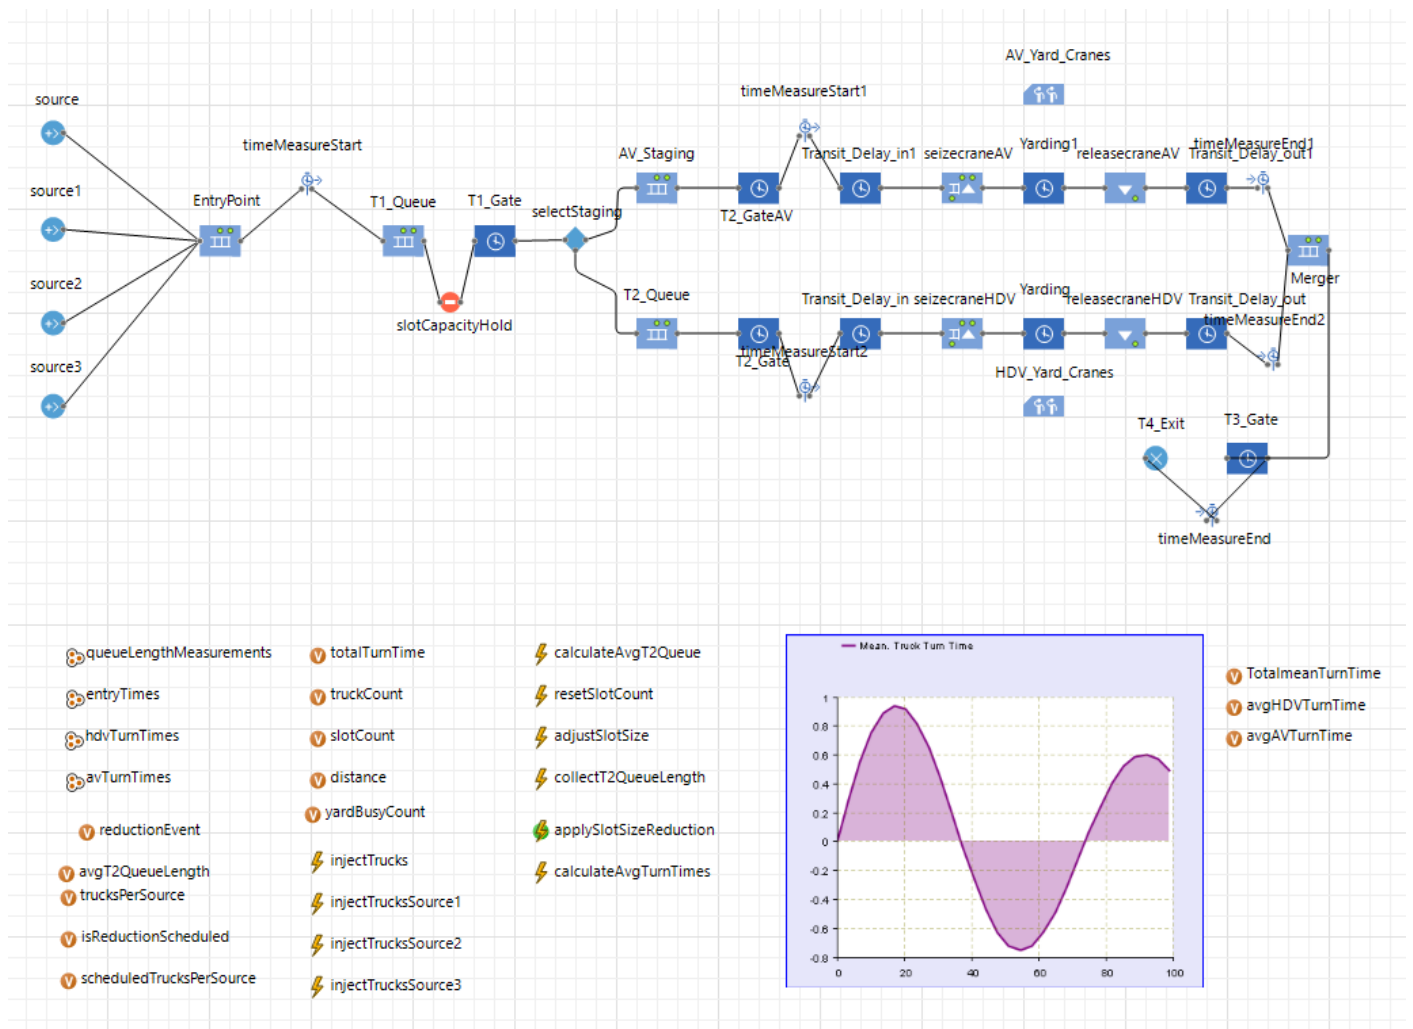 AV_Yard_Cranes
source
timeMeasureStart1
timeMeasureStart
AV_Staging
Transit_Delay_in1
seizecraneAV
Yarding1
releasecraneAV
timeMeasureEnd1
Transit_Delay_out1
source1
EntryPoint
T1_Queue
T1_Gate
selectStaging
T2_GateAV
source2
T2_Queue
Transit_Delay_in
seizecraneHDV
Yarding
releasecraneHDV
Transit_Delay_out
Merger
slotCapacityHold
timeMeasureEnd2
timeMeasureStart2
T2_Gate
source3
HDV_Yard_Cranes
T4_Exit
T3_Gate
timeMeasureEnd
queueLengthMeasurements
entryTimes
hdvTurnTimes
avTurnTimes
reductionEvent
avgT2QueueLength
trucksPerSource
isReductionScheduled
scheduledTrucksPerSource
totalTurnTime
truckCount
slotCount
distance
yardBusyCount
injectTrucks
injectTrucksSource1
injectTrucksSource2
injectTrucksSource3
calculateAvgT2Queue
resetSlotCount
adjustSlotSize
collectT2QueueLength
applySlotSizeReduction
calculateAvgTurnTimes
Mean. Truck Turn Time
1
0.8
0.6
0.4
0.2
0
-0.2
-0.4
-0.6
-0.8
0 20 40 60 80 100
TotalmeanTurnTime
avgHDVTurnTime
avgAVTurnTime